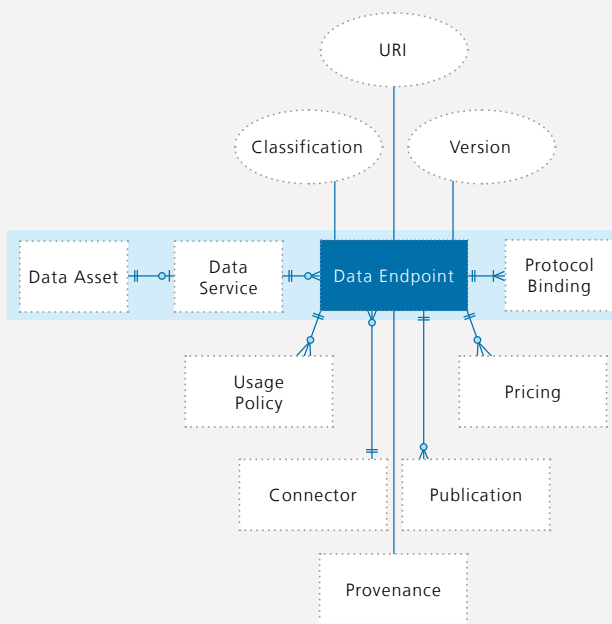 URI
Classification
Version
Data Asset
Data
Service
Data Endpoint
Protocol
Binding
Usage
Policy
Pricing
Connector
Publication
Provenance